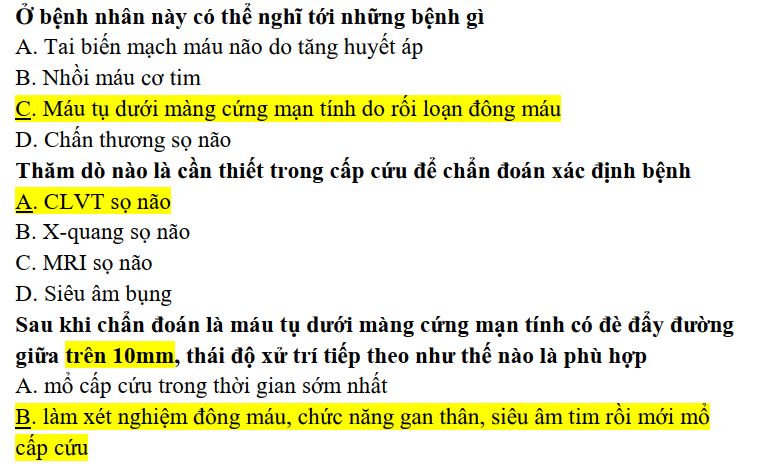 Ở bệnh nhân này có thể nghĩ tới những bệnh gì
A. Tai biến mạch máu não do tăng huyết áp
B. Nhồi máu cơ tim
C. Máu tụ dưới màng cứng mạn tính do rối loạn đông máu
D. Chấn thương sọ não
Thăm dò nào là cần thiết trong cấp cứu để chẩn đoán xác định bệnh
A. CLVT sọ não
B. X-quang sọ não
C. MRI sọ não
D. Siêu âm bụng
Sau khi chẩn đoán là máu tụ dưới màng cứng mạn tính có đè đẩy đường
giữa trên 10mm, thái độ xử trí tiếp theo như thế nào là phù hợp
A. mổ cấp cứu trong thời gian sớm nhất
B. làm xét nghiệm đông máu, chức năng gan thân, siêu âm tim rồi mới mổ
cấp cứu